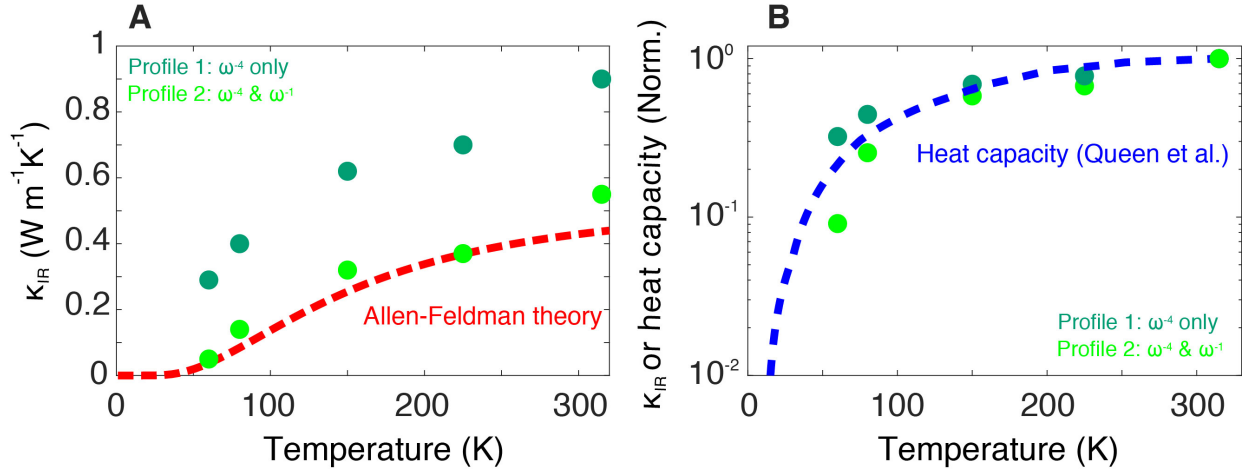 A
κIR (W m-1K-1)
1
0.8
0.6
0.4
0.2
0
Profile 1: ω-4 only
Profile 2: ω-4 & ω-1
Allen-Feldman theory
0 100 200 300
Temperature (K)
B
κIR or heat capacity (Norm.)
10⁰
10-1
10-2
Heat capacity (Queen et al.)
Profile 1: ω-4 only
Profile 2: ω-4 & ω-1
0 100 200 300
Temperature (K)